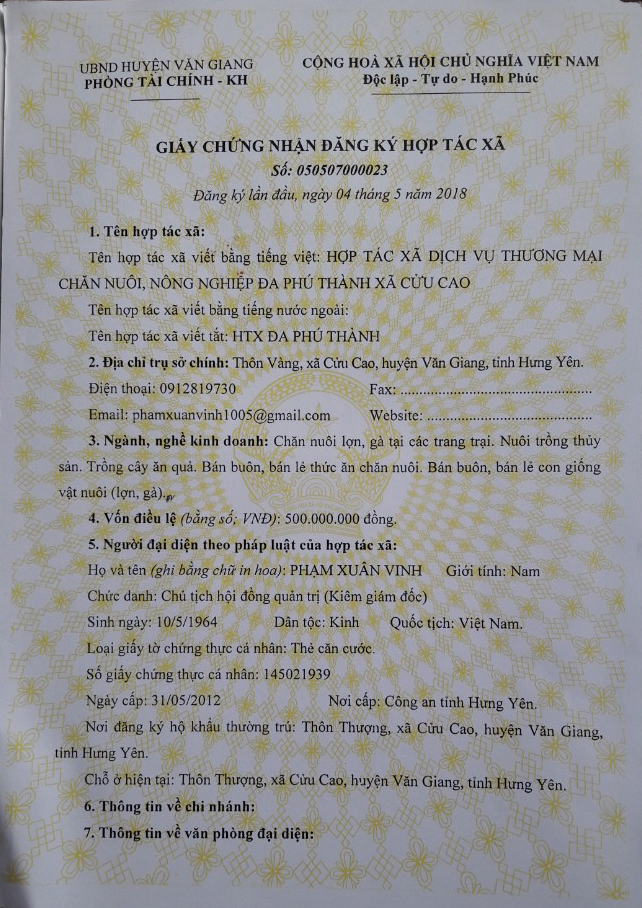 UBND HUYỆN VĂN GIANG
PHÒNG TÀI CHÍNH - KH
CỘNG HOÀ XÃ HỘI CHỦ NGHĨA VIỆT NAM
Độc lập - Tự do - Hạnh Phúc
GIẤY CHỨNG NHẬN ĐĂNG KÝ HỢP TÁC XÃ
Số: 050507000023
Đăng ký lần đầu, ngày 04 tháng 5 năm 2018
1. Tên hợp tác xã:
Tên hợp tác xã viết bằng tiếng việt: HỢP TÁC XÃ DỊCH VỤ THƯƠNG MẠI
CHĂN NUÔI, NÔNG NGHIỆP ĐA PHÚ THÀNH XÃ CỬU CAO
Tên hợp tác xã viết bằng tiếng nước ngoài:
Tên hợp tác xã viết tắt: HTX ĐA PHÚ THÀNH
2. Địa chỉ trụ sở chính: Thôn Vàng, xã Cửu Cao, huyện Văn Giang, tỉnh Hưng Yên.
Điện thoại: 0912819730 Fax: ................................................
Email: phamxuanvinh1005@gmail.com Website: ..........................................
3. Ngành, nghề kinh doanh: Chăn nuôi lợn, gà tại các trang trại. Nuôi trồng thủy
sản. Trồng cây ăn quả. Bán buôn, bán lẻ thức ăn chăn nuôi. Bán buôn, bán lẻ con giống
vật nuôi (lợn, gà).
4. Vốn điều lệ (bằng số; VNĐ): 500.000.000 đồng.
5. Người đại diện theo pháp luật của hợp tác xã:
Họ và tên (ghi bằng chữ in hoa): PHẠM XUÂN VINH Giới tính: Nam
Chức danh: Chủ tịch hội đồng quản trị (Kiêm giám đốc)
Sinh ngày: 10/5/1964 Dân tộc: Kinh Quốc tịch: Việt Nam.
Loại giấy tờ chứng thực cá nhân: Thẻ căn cước.
Số giấy chứng thực cá nhân: 145021939
Ngày cấp: 31/05/2012 Nơi cấp: Công an tỉnh Hưng Yên.
Nơi đăng ký hộ khẩu thường trú: Thôn Thượng, xã Cửu Cao, huyện Văn Giang,
tỉnh Hưng Yên.
Chỗ ở hiện tại: Thôn Thượng, xã Cửu Cao, huyện Văn Giang, tỉnh Hưng Yên.
6. Thông tin về chi nhánh:
7. Thông tin về văn phòng đại diện: